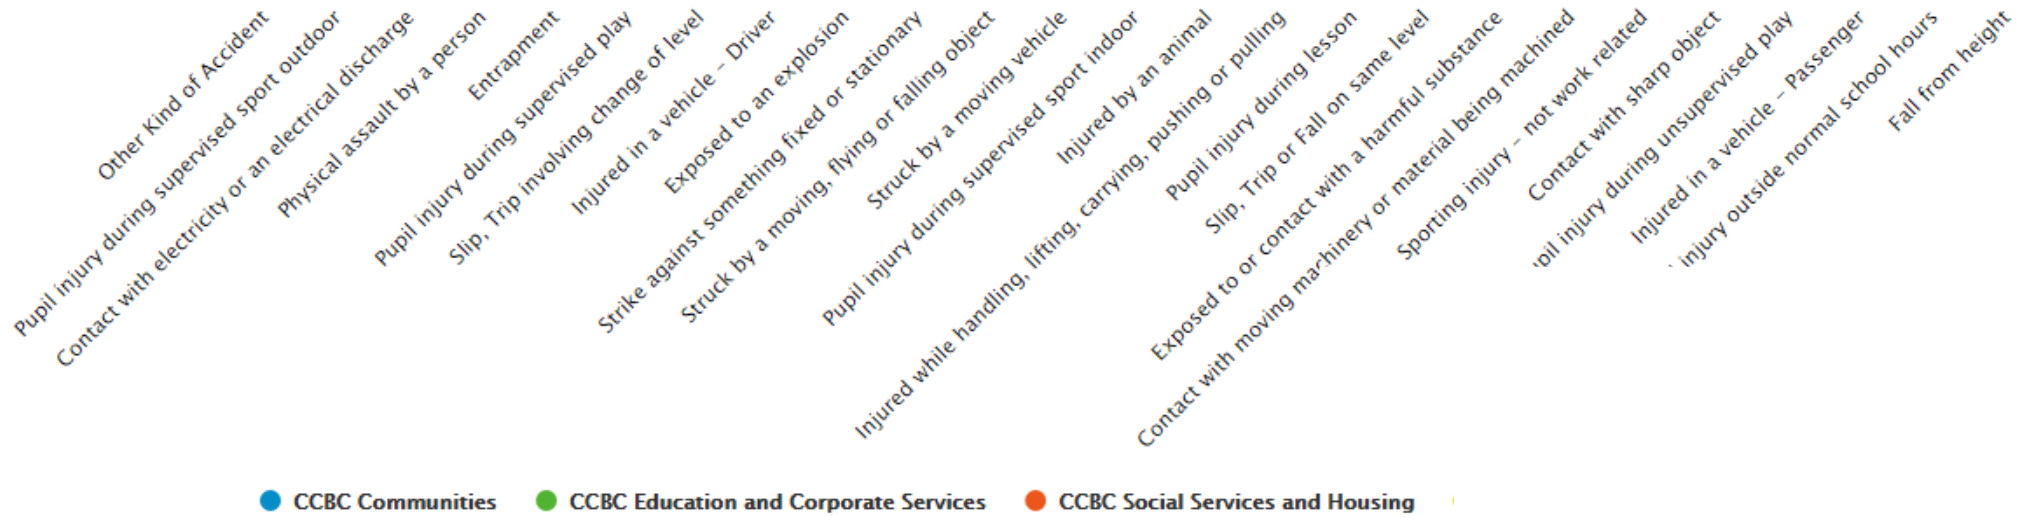 Other Kind of Accident
Pupil injury during supervised sport outdoor
Contact with electricity or an electrical discharge
Physical assault by a person
Entrapment
Pupil injury during supervised play
Slip, Trip involving change of level
Injured in a vehicle – Driver
Exposed to an explosion
Strike against something fixed or stationary
Struck by a moving, flying or falling object
Struck by a moving vehicle
Pupil injury during supervised sport indoor
Injured by an animal
Injured while handling, lifting, carrying, pushing or pulling
Pupil injury during lesson
Slip, Trip or Fall on same level
Exposed to or contact with a harmful substance
Contact with moving machinery or material being machined
Sporting injury – not work related
Contact with sharp object
pil injury during unsupervised play
Injured in a vehicle – Passenger
injury outside normal school hours
Fall from height
CCBC Communities CCBC Education and Corporate Services CCBC Social Services and Housing